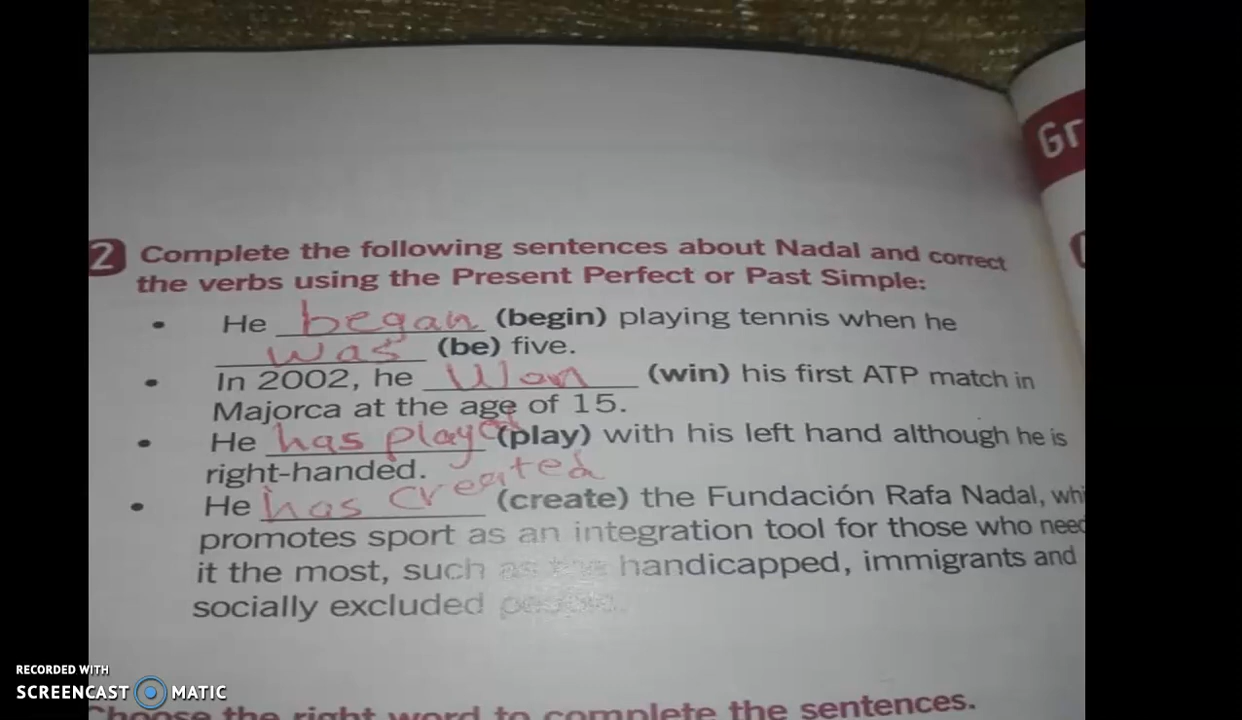 Gr
2 Complete the following sentences about Nadal and correct
the verbs using the Present Perfect or Past Simple:
• He began (begin) playing tennis when he
was (be) five.
• In 2002, he Won (win) his first ATP match in
Majorca at the age of 15.
• He has played (play) with his left hand although he is
right-handed.
• He has created (create) the Fundación Rafa Nadal, whi
promotes sport as an integration tool for those who need
it the most, such as the handicapped, immigrants and
socially excluded people.
Choose the right word to complete the sentences.
RECORDED WITH
SCREENCAST MATIC